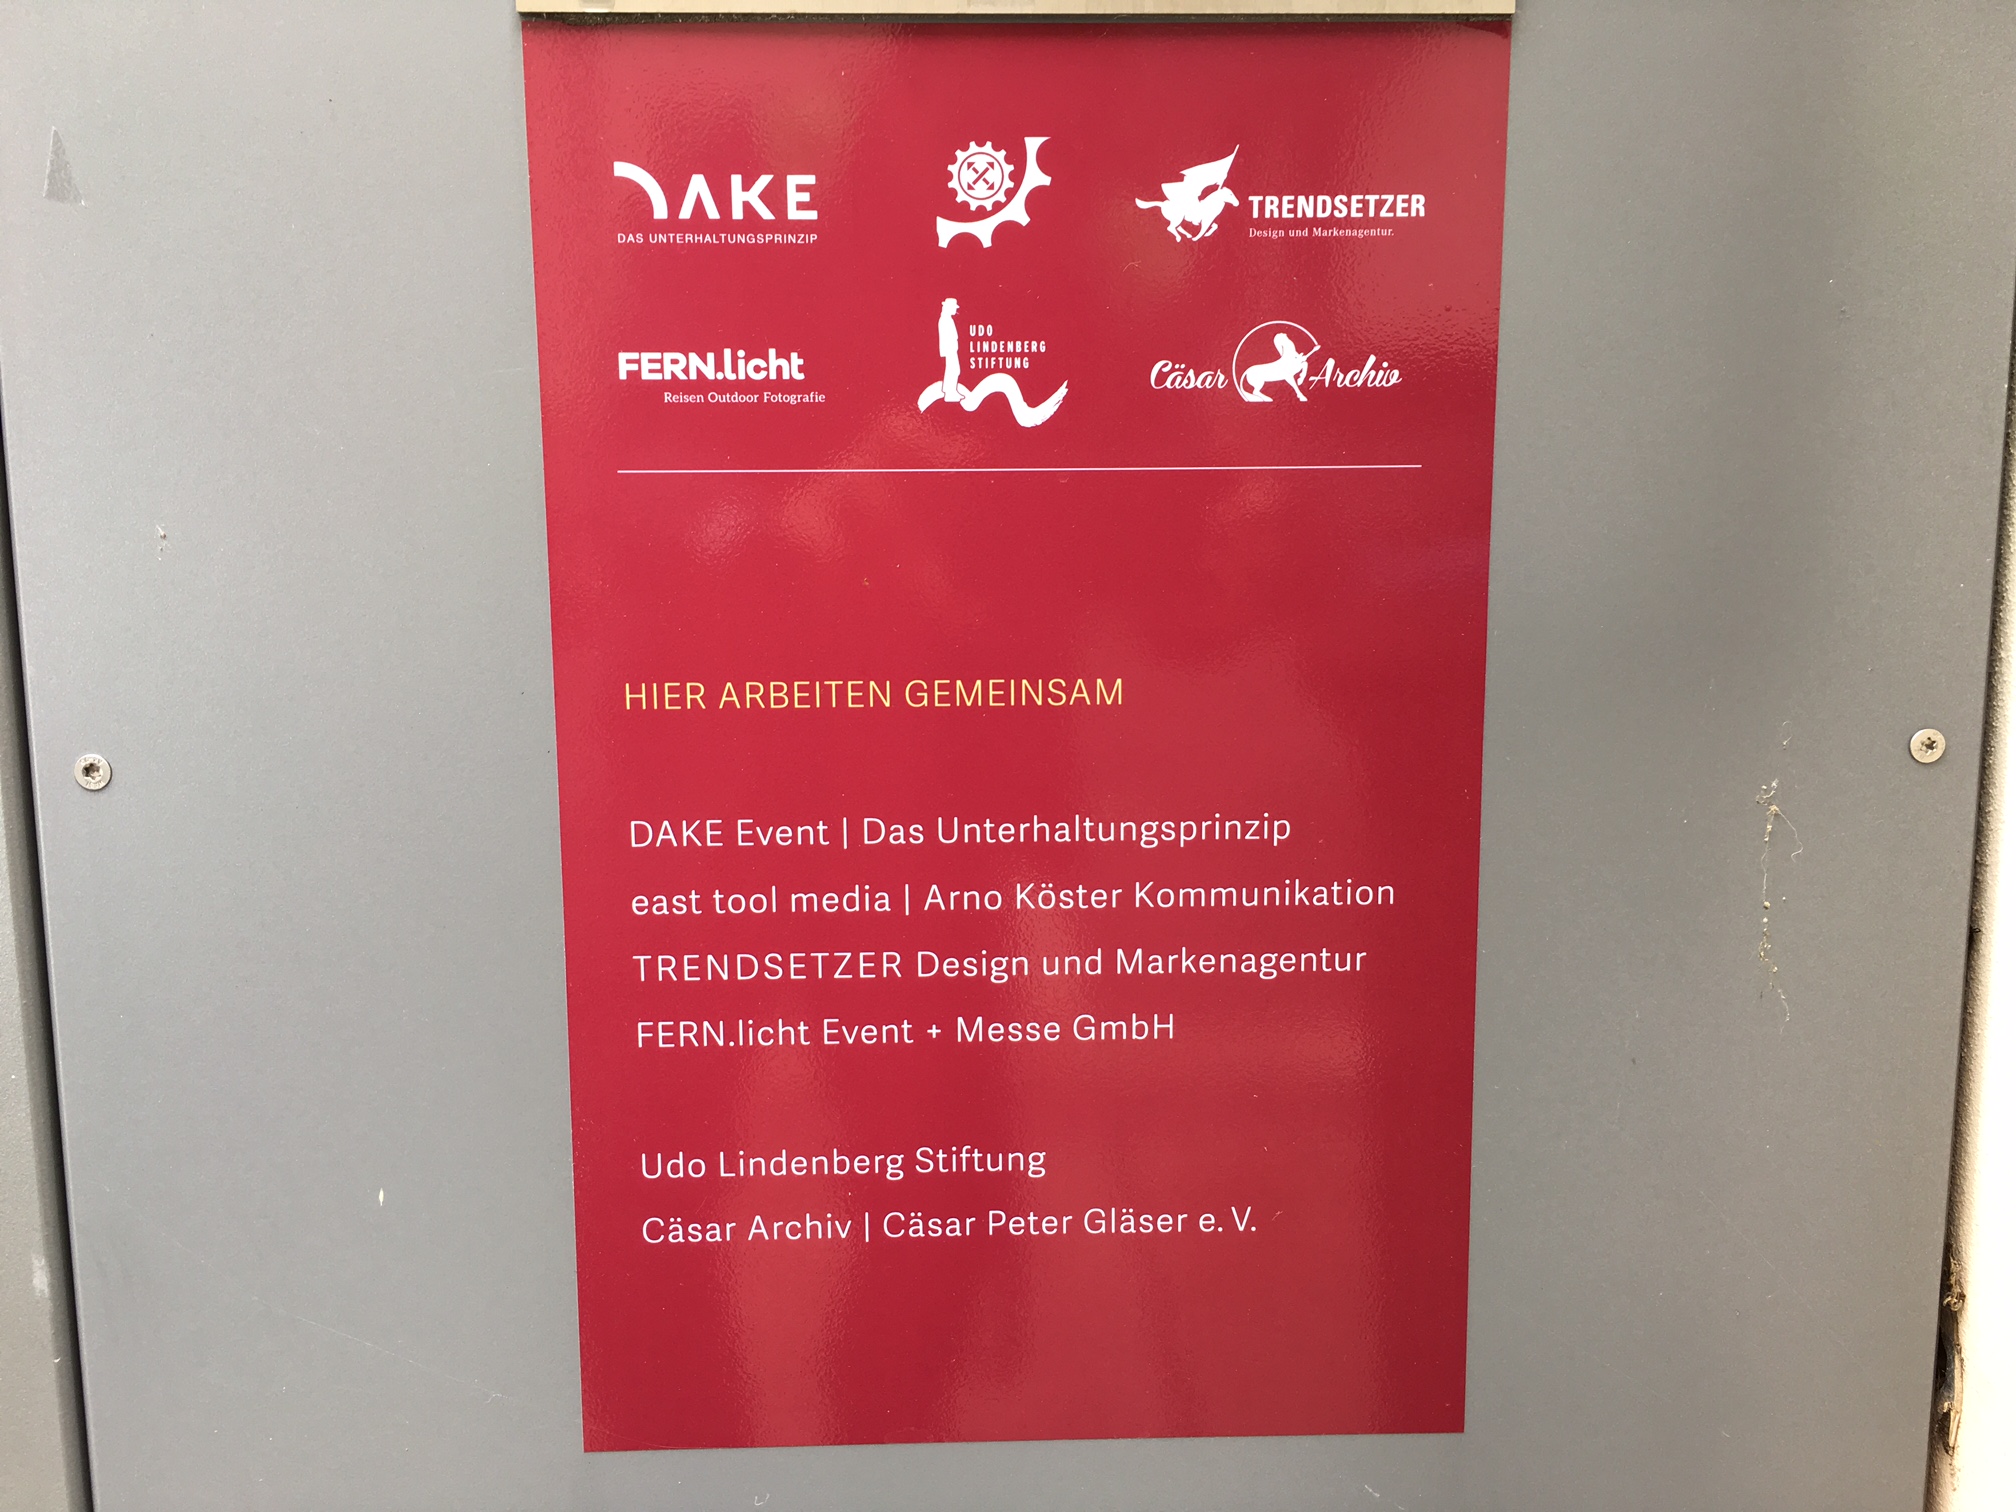 DAKE
DAS UNTERHALTUNGSPRINZIP
TRENDSETZER
Design und Markenagentur.
FERN.licht
Reisen Outdoor Fotografie
UDO
LINDENBERG
STIFTUNG
Cäsar Archiv
HIER ARBEITEN GEMEINSAM
DAKE Event | Das Unterhaltungsprinzip
east tool media | Arno Köster Kommunikation
TRENDSETZER Design und Markenagentur
FERN.licht Event + Messe GmbH
Udo Lindenberg Stiftung
Cäsar Archiv | Cäsar Peter Gläser e. V.